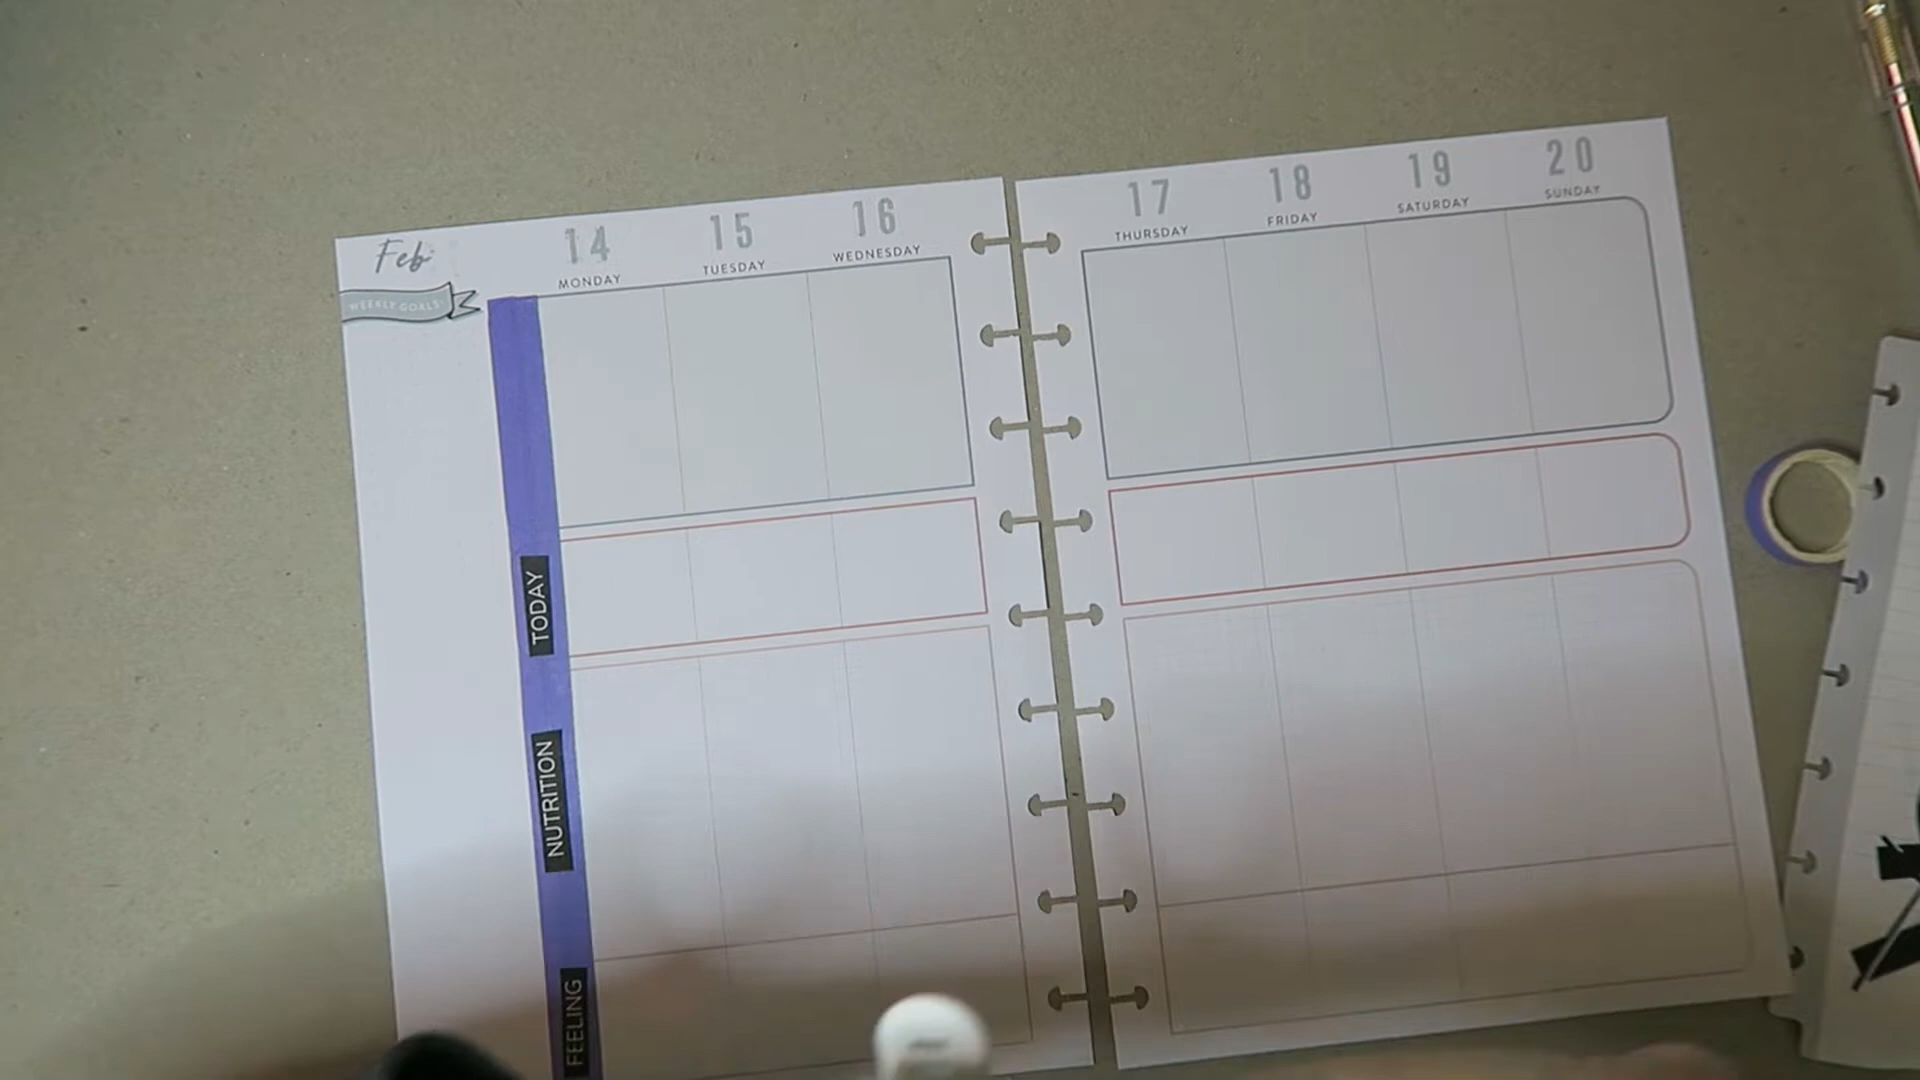 Feb
WEEKLY GOALS
14 15 16
MONDAY TUESDAY WEDNESDAY
17 18 19 20
THURSDAY FRIDAY SATURDAY SUNDAY
TODAY
NUTRITION
FEELING